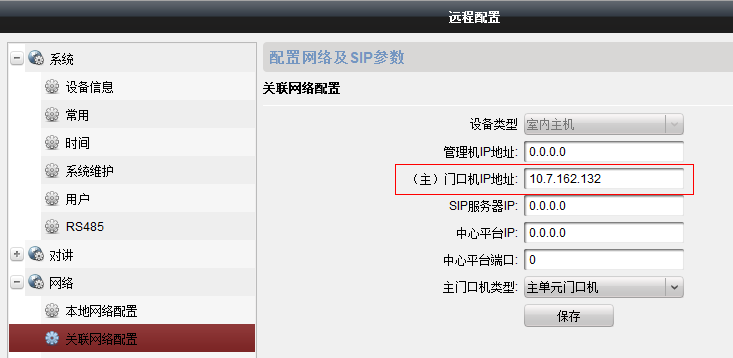 远程配置
系统
设备信息
常用
时间
系统维护
用户
RS485
对讲
网络
本地网络配置
关联网络配置
配置网络及SIP参数
关联网络配置
设备类型 室内主机
管理机IP地址: 0.0.0.0
（主）门口机IP地址: 10.7.162.132
SIP服务器IP: 0.0.0.0
中心平台IP: 0.0.0.0
中心平台端口: 0
主门口机类型: 主单元门口机
保存